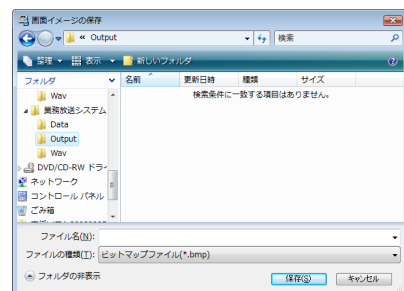 画面イメージの保存
« Output
検索
整理 表示 新しいフォルダ
フォルダ
名前 更新日時 種類 サイズ
検索条件に一致する項目はありません。
Wav
業務放送システム
Data
Output
Wav
DVD/CD-RW ドラ
ネットワーク
コントロール パネル
ごみ箱
ファイル名(N):
ファイルの種類(T): ビットマップファイル(*.bmp)
フォルダの非表示
保存(S) キャンセル